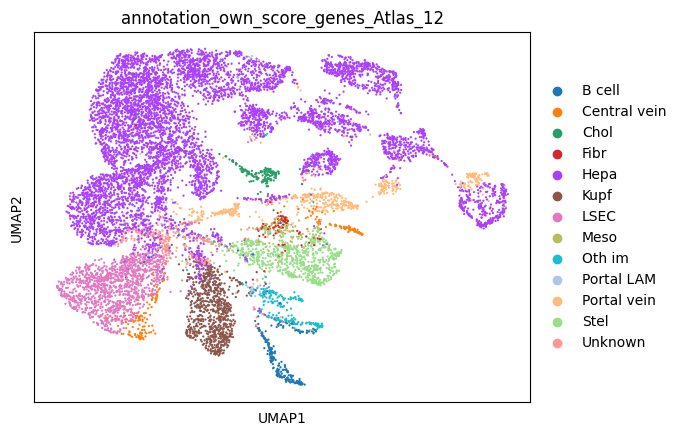 annotation_own_score_genes_Atlas_12
UMAP2
UMAP1
B cell
Central vein
Chol
Fibr
Hepa
Kupf
LSEC
Meso
Oth im
Portal LAM
Portal vein
Stel
Unknown